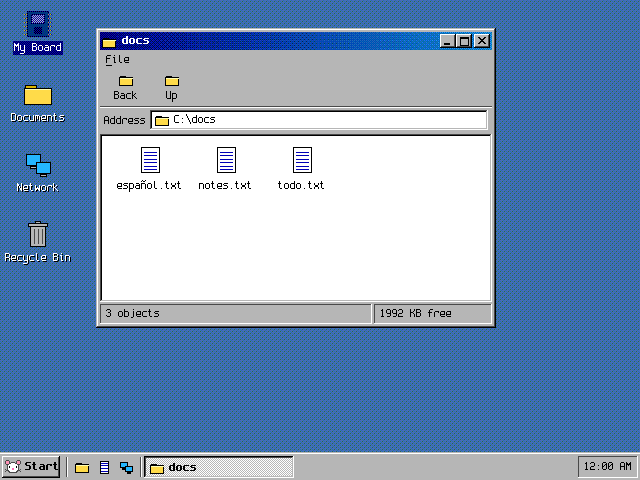 My Board
Documents
Network
Recycle Bin
docs
File
Back Up
Address C:\docs
español.txt notes.txt todo.txt
3 objects 1992 KB free
Start docs 12:00 AM